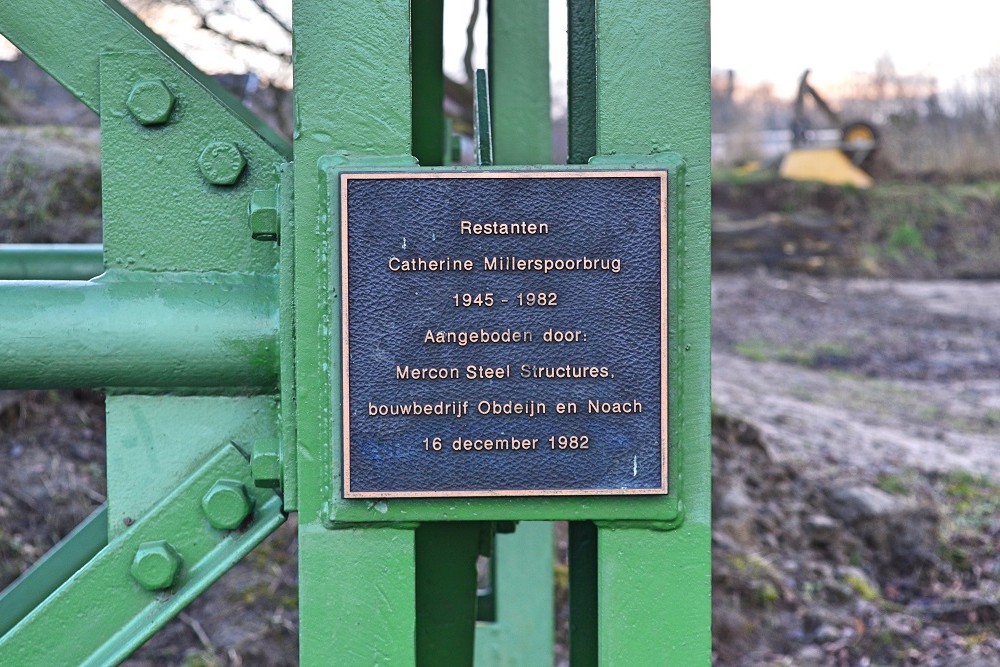 Restanten
Catherine Millerspoorbrug
1945 - 1982
Aangeboden door:
Mercon Steel Structures,
bouwbedrijf Obdeijn en Noach
16 december 1982